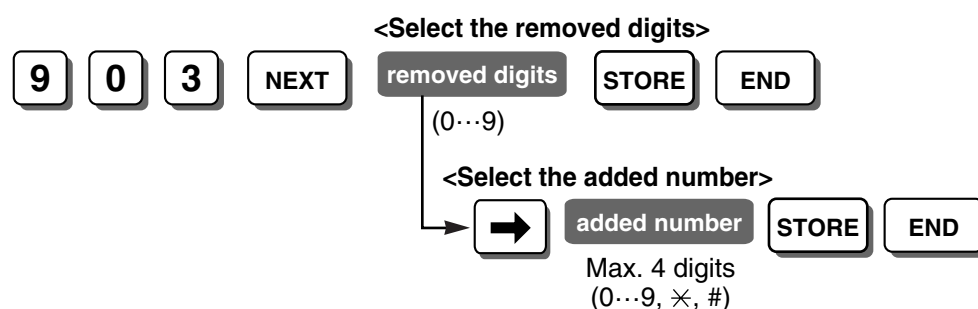 <Select the removed digits>
9 0 3 NEXT removed digits STORE END
(0···9)
<Select the added number>
➡ added number STORE END
Max. 4 digits
(0···9, ✳, #)